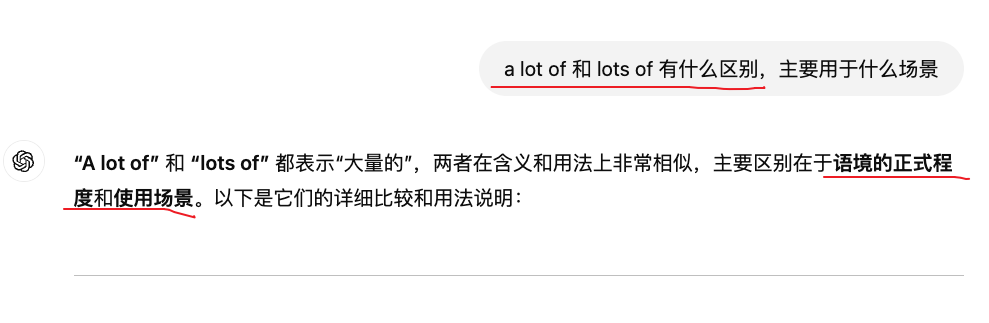 a lot of 和 lots of 有什么区别，主要用于什么场景
“A lot of” 和 “lots of” 都表示“大量的”，两者在含义和用法上非常相似，主要区别在于语境的正式程
度和使用场景。以下是它们的详细比较和用法说明：